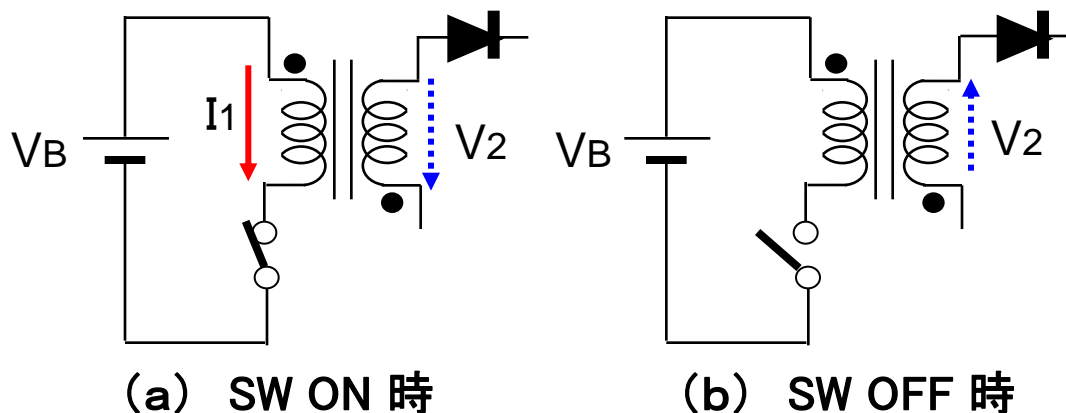 I1
VB
V2
(a) SW ON 時
VB
V2
(b) SW OFF 時